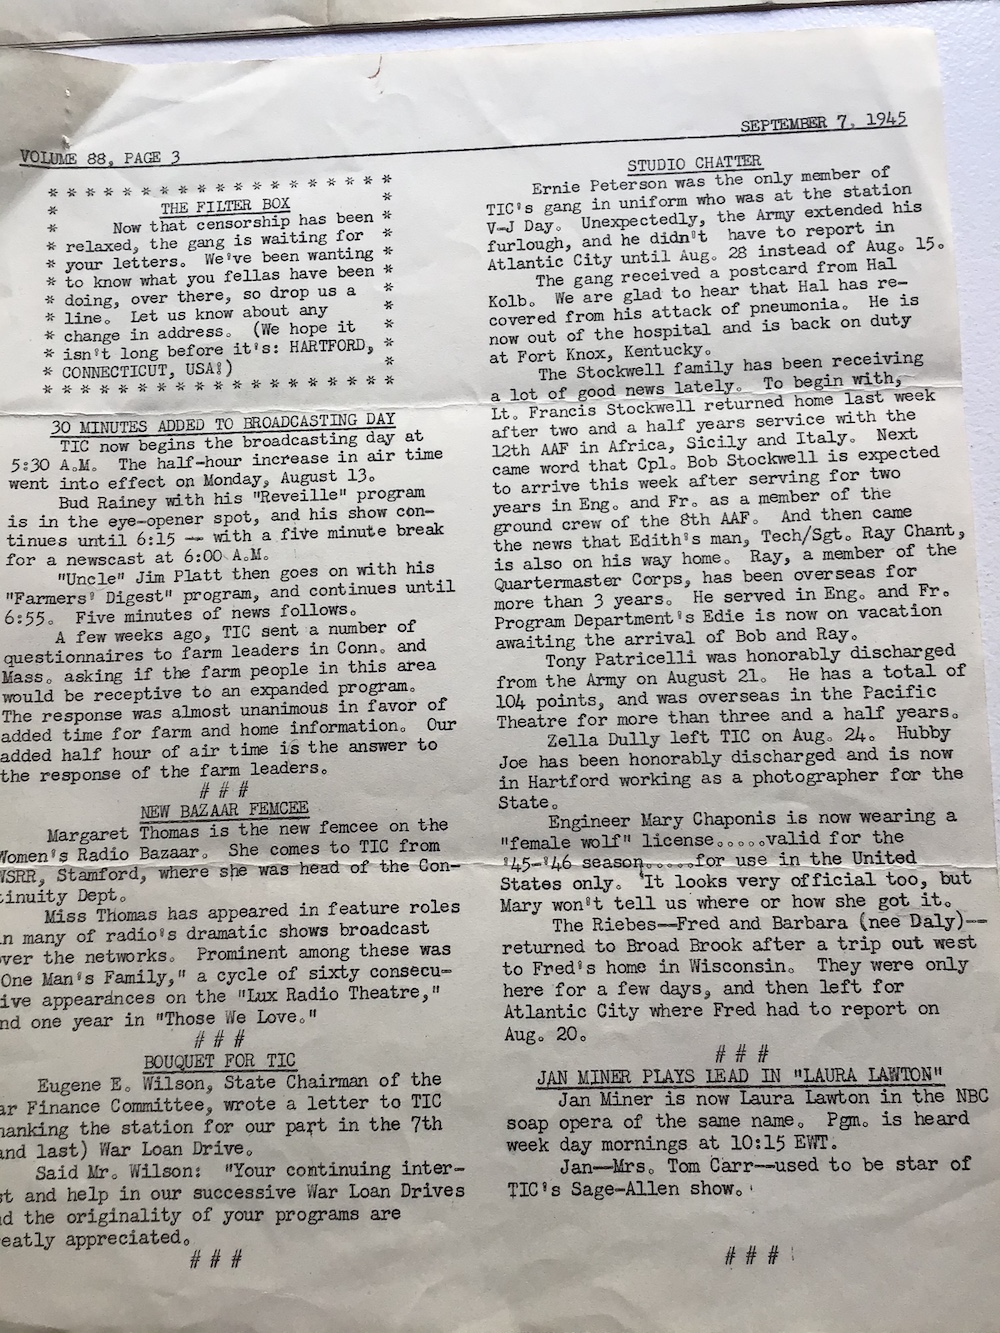 VOLUME 88, PAGE 3
SEPTEMBER 7, 1945
* * * * * * * * * * * * * * * * * * *
THE FILTER BOX
Now that censorship has been
relaxed, the gang is waiting for
your letters. We've been wanting
to know what you fellas have been
doing, over there, so drop us a
line. Let us know about any
change in address. (We hope it
isn't long before it's: HARTFORD,
CONNECTICUT, USA!)
* * * * * * * * * * * * * * * * * * *
30 MINUTES ADDED TO BROADCASTING DAY
TIC now begins the broadcasting day at
5:30 A.M. The half-hour increase in air time
went into effect on Monday, August 13.
Bud Rainey with his "Reveille" program
is in the eye-opener spot, and his show con-
tinues until 6:15 -- with a five minute break
for a newscast at 6:00 A.M.
"Uncle" Jim Platt then goes on with his
"Farmers' Digest" program, and continues until
6:55. Five minutes of news follows.
A few weeks ago, TIC sent a number of
questionnaires to farm leaders in Conn. and
Mass. asking if the farm people in this area
would be receptive to an expanded program.
The response was almost unanimous in favor of
added time for farm and home information. Our
added half hour of air time is the answer to
the response of the farm leaders.
# # #
NEW BAZAAR FEMCEE
Margaret Thomas is the new femcee on the
Women's Radio Bazaar. She comes to TIC from
WSRR, Stamford, where she was head of the Con-
tinuity Dept.
Miss Thomas has appeared in feature roles
in many of radio's dramatic shows broadcast
over the networks. Prominent among these was
"One Man's Family," a cycle of sixty consecu-
tive appearances on the "Lux Radio Theatre,"
and one year in "Those We Love."
# # #
BOUQUET FOR TIC
Eugene E. Wilson, State Chairman of the
ar Finance Committee, wrote a letter to TIC
hanking the station for our part in the 7th
and last) War Loan Drive.
Said Mr. Wilson: "Your continuing inter-
st and help in our successive War Loan Drives
d the originality of your programs are
eatly appreciated.
# # #
STUDIO CHATTER
Ernie Peterson was the only member of
TIC's gang in uniform who was at the station
V-J Day. Unexpectedly, the Army extended his
furlough, and he didn't have to report in
Atlantic City until Aug. 28 instead of Aug. 15.
The gang received a postcard from Hal
Kolb. We are glad to hear that Hal has re-
covered from his attack of pneumonia. He is
now out of the hospital and is back on duty
at Fort Knox, Kentucky.
The Stockwell family has been receiving
a lot of good news lately. To begin with,
Lt. Francis Stockwell returned home last week
after two and a half years service with the
12th AAF in Africa, Sicily and Italy. Next
came word that Cpl. Bob Stockwell is expected
to arrive this week after serving for two
years in Eng. and Fr. as a member of the
ground crew of the 8th AAF. And then came
the news that Edith's man, Tech/Sgt. Ray Chant,
is also on his way home. Ray, a member of the
Quartermaster Corps, has been overseas for
more than 3 years. He served in Eng. and Fr.
Program Department's Edie is now on vacation
awaiting the arrival of Bob and Ray.
Tony Patricelli was honorably discharged
from the Army on August 21. He has a total of
104 points, and was overseas in the Pacific
Theatre for more than three and a half years.
Zella Dully left TIC on Aug. 24. Hubby
Joe has been honorably discharged and is now
in Hartford working as a photographer for the
State.
Engineer Mary Chaponis is now wearing a
"female wolf" license.....valid for the
'45-'46 season.....for use in the United
States only. It looks very official too, but
Mary won't tell us where or how she got it.
The Riebes--Fred and Barbara (nee Daly)--
returned to Broad Brook after a trip out west
to Fred's home in Wisconsin. They were only
here for a few days, and then left for
Atlantic City where Fred had to report on
Aug. 20.
# # #
JAN MINER PLAYS LEAD IN "LAURA LAWTON"
Jan Miner is now Laura Lawton in the NBC
soap opera of the same name. Pgm. is heard
week day mornings at 10:15 EWT.
Jan--Mrs. Tom Carr--used to be star of
TIC's Sage-Allen show.
# # #